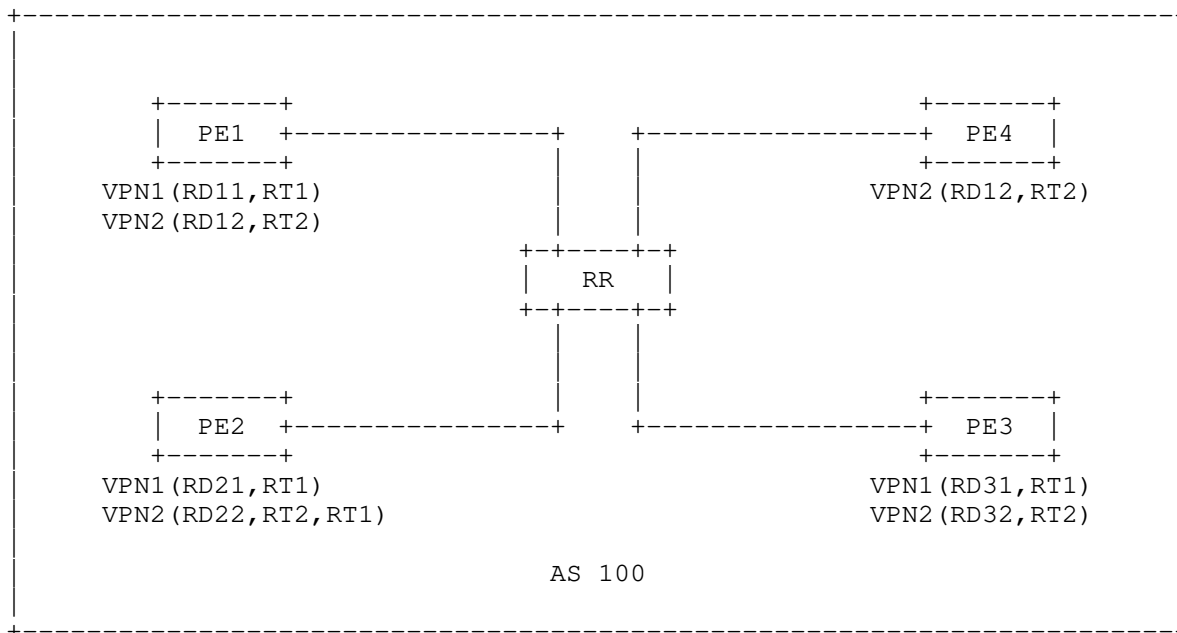 PE1 PE4
VPN1(RD11,RT1) VPN2(RD12,RT2)
VPN2(RD12,RT2)
RR
PE2 PE3
VPN1(RD21,RT1) VPN1(RD31,RT1)
VPN2(RD22,RT2,RT1) VPN2(RD32,RT2)
AS 100